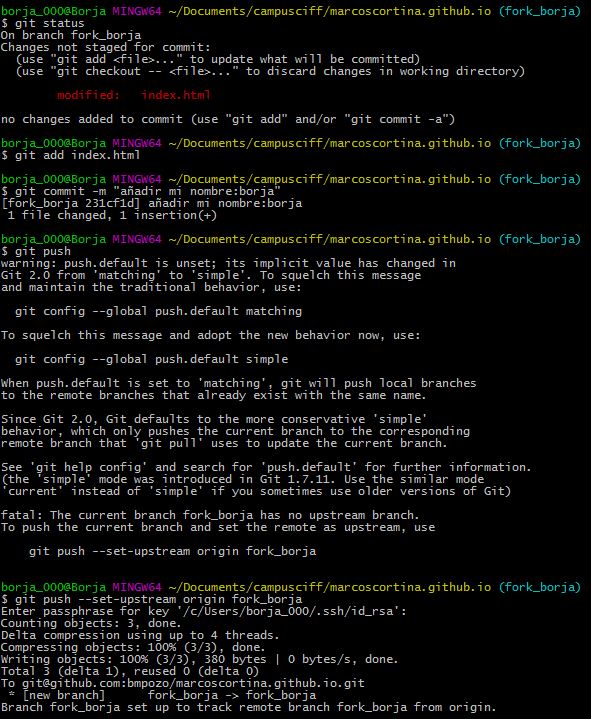 borja_000@Borja MINGW64 ~/Documents/campusciff/marcoscortina.github.io (fork_borja)
$ git status
On branch fork_borja
Changes not staged for commit:
  (use "git add <file>..." to update what will be committed)
  (use "git checkout -- <file>..." to discard changes in working directory)

        modified:   index.html

no changes added to commit (use "git add" and/or "git commit -a")

borja_000@Borja MINGW64 ~/Documents/campusciff/marcoscortina.github.io (fork_borja)
$ git add index.html

borja_000@Borja MINGW64 ~/Documents/campusciff/marcoscortina.github.io (fork_borja)
$ git commit -m "añadir mi nombre:borja"
[fork_borja 231cf1d] añadir mi nombre:borja
 1 file changed, 1 insertion(+)

borja_000@Borja MINGW64 ~/Documents/campusciff/marcoscortina.github.io (fork_borja)
$ git push
warning: push.default is unset; its implicit value has changed in
Git 2.0 from 'matching' to 'simple'. To squelch this message
and maintain the traditional behavior, use:

  git config --global push.default matching

To squelch this message and adopt the new behavior now, use:

  git config --global push.default simple

When push.default is set to 'matching', git will push local branches
to the remote branches that already exist with the same name.

Since Git 2.0, Git defaults to the more conservative 'simple'
behavior, which only pushes the current branch to the corresponding
remote branch that 'git pull' uses to update the current branch.

See 'git help config' and search for 'push.default' for further information.
(the 'simple' mode was introduced in Git 1.7.11. Use the similar mode
'current' instead of 'simple' if you sometimes use older versions of Git)

fatal: The current branch fork_borja has no upstream branch.
To push the current branch and set the remote as upstream, use

    git push --set-upstream origin fork_borja

borja_000@Borja MINGW64 ~/Documents/campusciff/marcoscortina.github.io (fork_borja)
$ git push --set-upstream origin fork_borja
Enter passphrase for key '/c/Users/borja_000/.ssh/id_rsa':
Counting objects: 3, done.
Delta compression using up to 4 threads.
Compressing objects: 100% (3/3), done.
Writing objects: 100% (3/3), 380 bytes | 0 bytes/s, done.
Total 3 (delta 1), reused 0 (delta 0)
To git@github.com:bmpozo/marcoscortina.github.io.git
 * [new branch]      fork_borja -> fork_borja
Branch fork_borja set up to track remote branch fork_borja from origin.